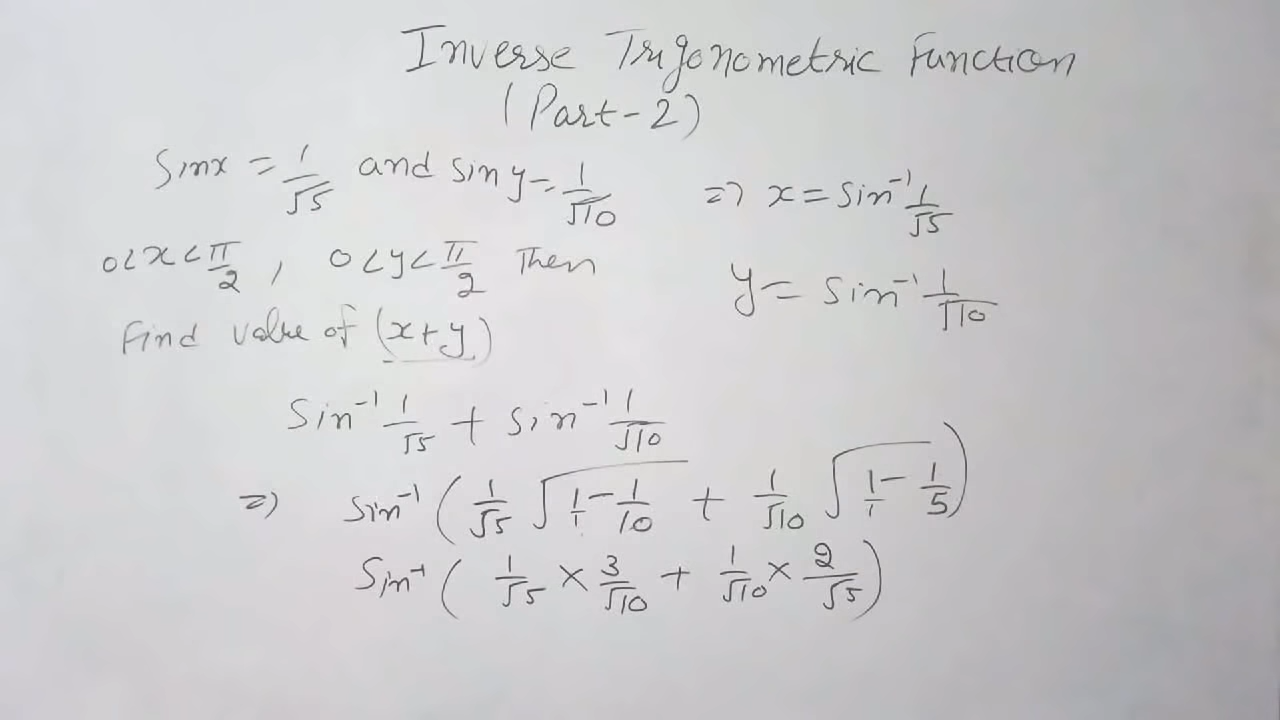 Inverse Trigonometric Function
(Part-2)
Sinx = 1/√5 and Sin y = 1/√10 => x = Sin⁻¹ 1/√5
0<x<π/2, 0<y<π/2 Then
y = Sin⁻¹ 1/√10
Find value of (x+y)
Sin⁻¹ 1/√5 + Sin⁻¹ 1/√10
=> Sin⁻¹ ( 1/√5 √(1/1 - 1/10) + 1/√10 √(1/1 - 1/5) )
Sin⁻¹ ( 1/√5 × 3/√10 + 1/√10 × 2/√5 )